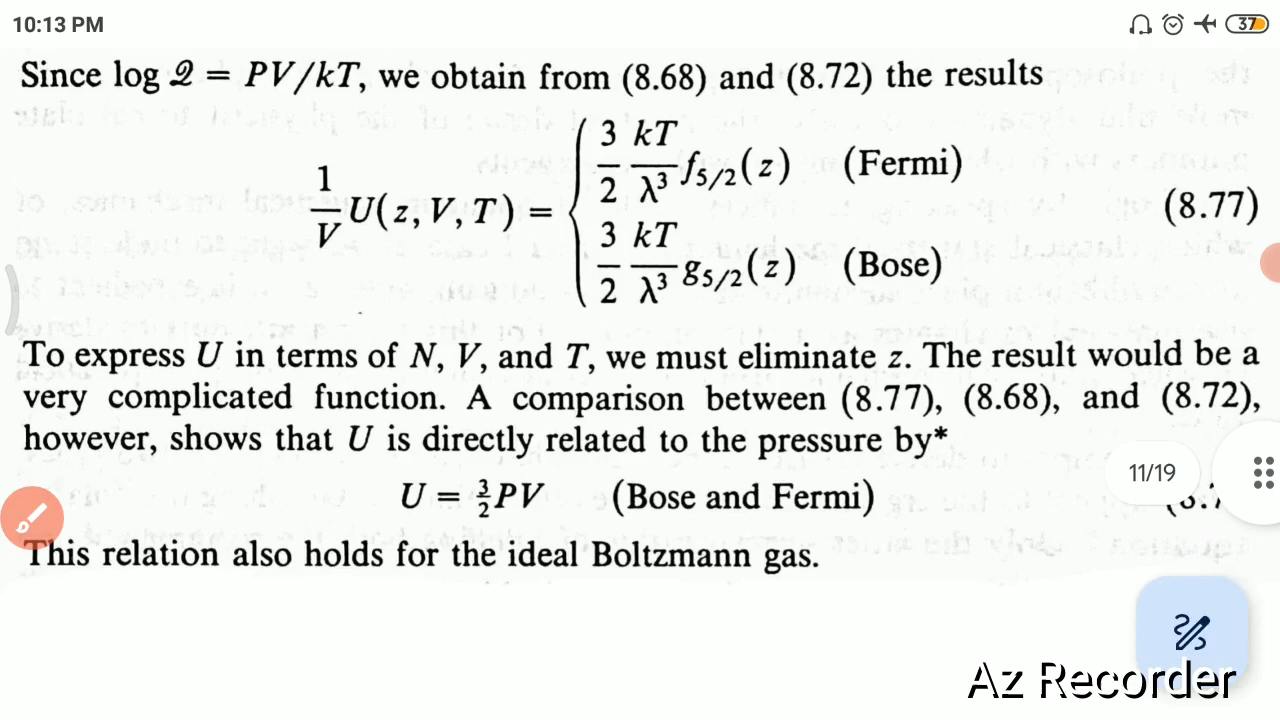 10:13 PM
37
Since log 𝒬 = PV/kT, we obtain from (8.68) and (8.72) the results
1/V U(z, V, T) = { 3/2 kT/λ³ f5/2(z) (Fermi)
3/2 kT/λ³ g5/2(z) (Bose) (8.77)
To express U in terms of N, V, and T, we must eliminate z. The result would be a
very complicated function. A comparison between (8.77), (8.68), and (8.72),
however, shows that U is directly related to the pressure by*
11/19
U = 3/2 PV (Bose and Fermi)
This relation also holds for the ideal Boltzmann gas.
Az Recorder